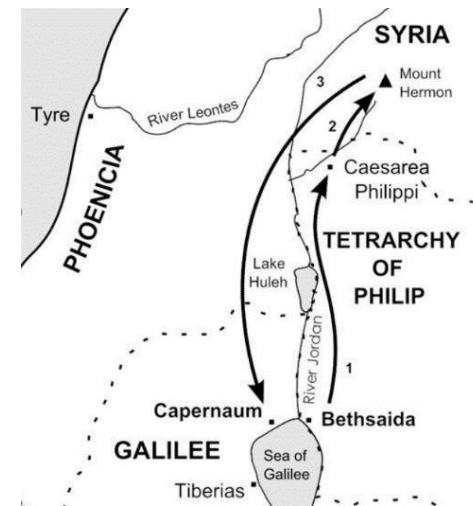 SYRIA
3
Mount
Hermon
River Leontes
Tyre
2
Caesarea
Philippi
PHOENICIA
TETRARCHY
OF
PHILIP
Lake
Huleh
River Jordan
1
Capernaum
Bethsaida
GALILEE
Sea of
Galilee
Tiberias